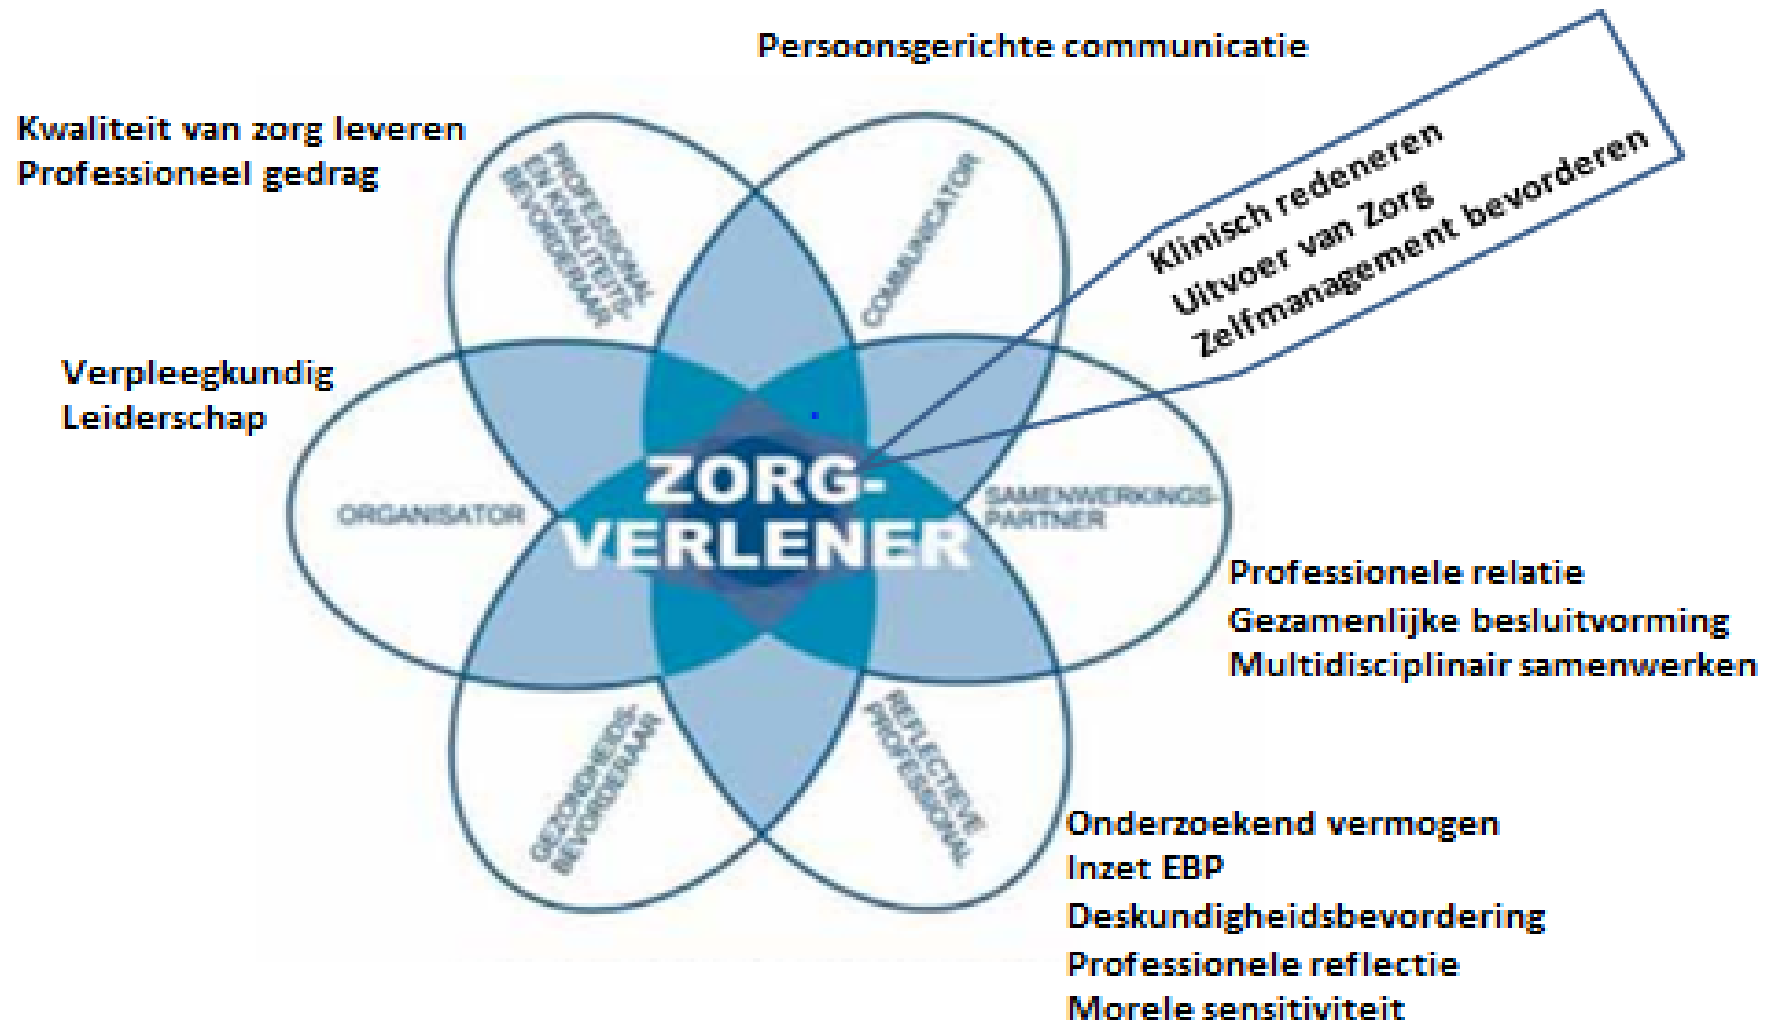 Persoonsgerichte communicatie
Kwaliteit van zorg leveren
Professioneel gedrag
PROFESSIONAL
EN KWALITEITS-
BEVORDERAAR
COMMUNICATOR
Klinisch redeneren
Uitvoer van Zorg
Zelfmanagement bevorderen
Verpleegkundig
Leiderschap
ORGANISATOR
ZORG-
VERLENER
SAMENWERKINGS-
PARTNER
Professionele relatie
Gezamenlijke besluitvorming
Multidisciplinair samenwerken
GEZONDHEIDS-
BEVORDERAAR
REFLECTIEVE
PROFESSIONAL
Onderzoekend vermogen
Inzet EBP
Deskundigheidsbevordering
Professionele reflectie
Morele sensitiviteit